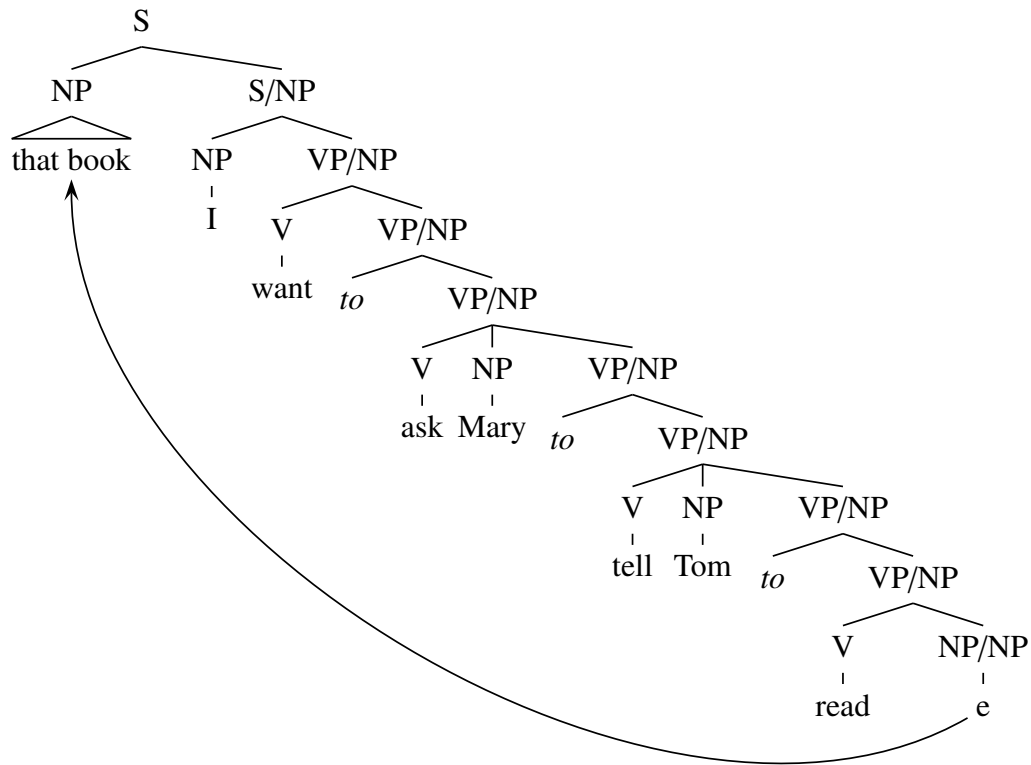 S
NP S/NP
that book NP VP/NP
I V VP/NP
want to VP/NP
V NP VP/NP
ask Mary to VP/NP
V NP VP/NP
tell Tom to VP/NP
V NP/NP
read e